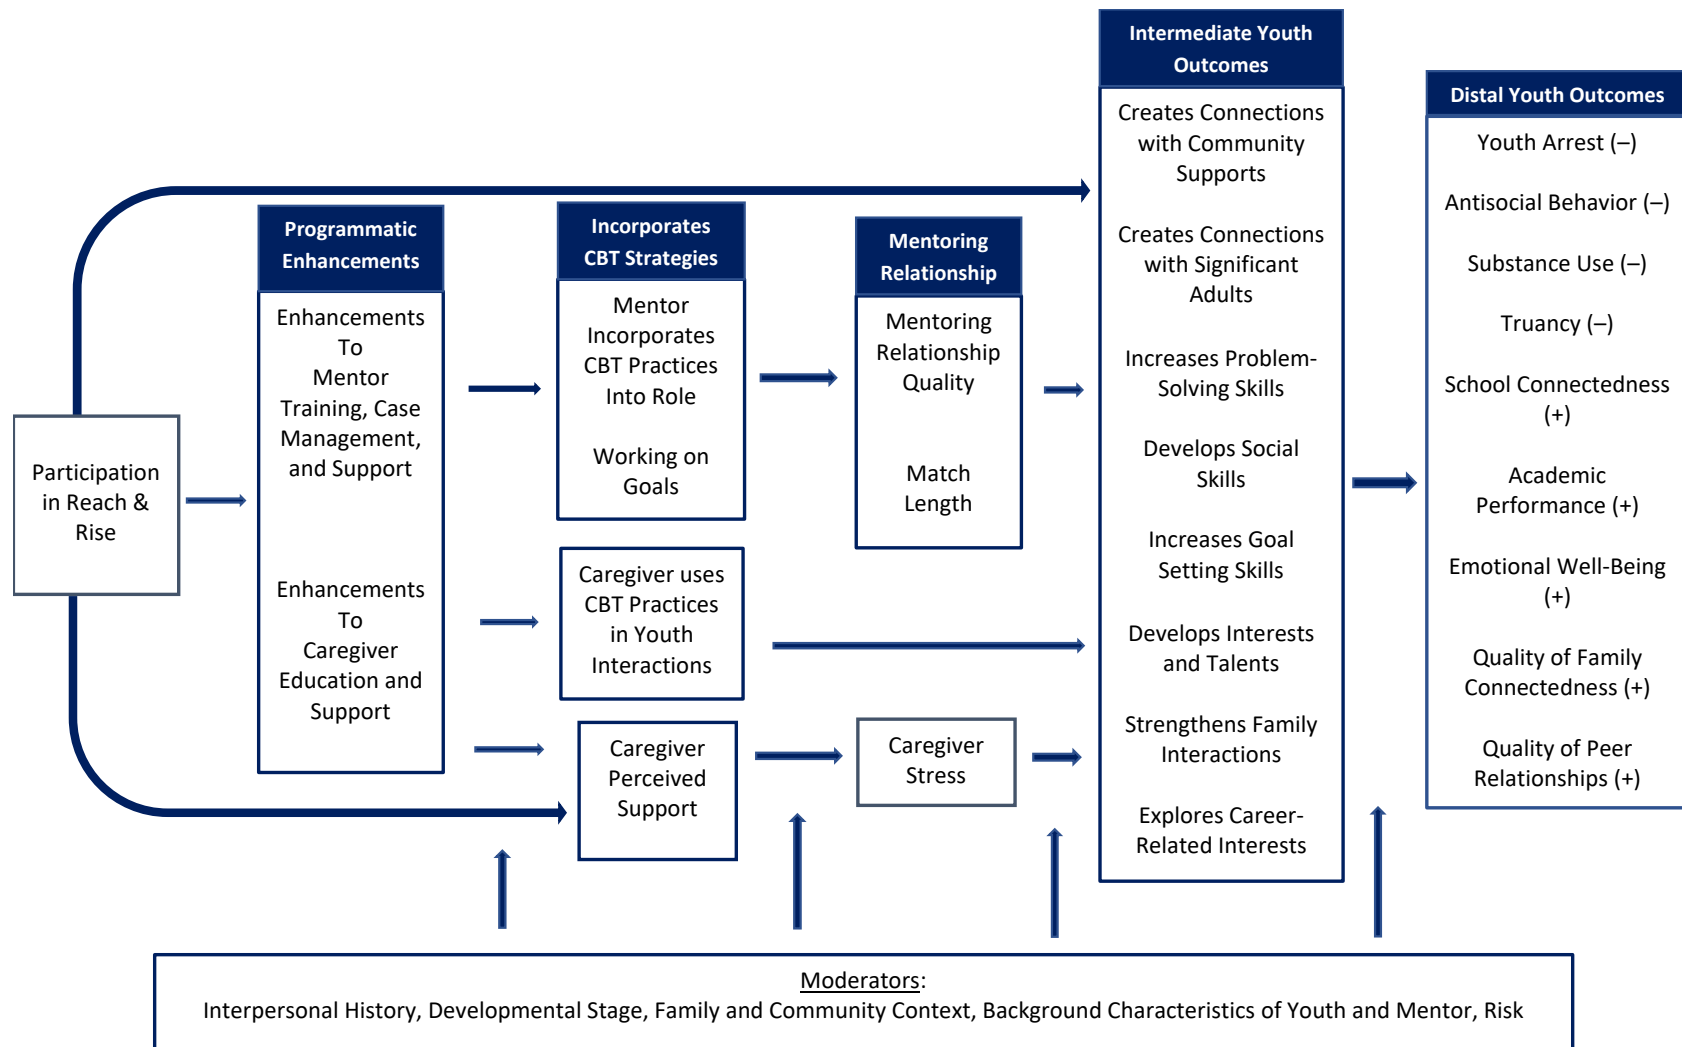 Participation
in Reach &
Rise
Programmatic
Enhancements
Enhancements
To
Mentor
Training, Case
Management,
and Support
Enhancements
To
Caregiver
Education and
Support
Incorporates
CBT Strategies
Mentor
Incorporates
CBT Practices
Into Role
Working on
Goals
Caregiver uses
CBT Practices
in Youth
Interactions
Caregiver
Perceived
Support
Mentoring
Relationship
Mentoring
Relationship
Quality
Match
Length
Caregiver
Stress
Intermediate Youth
Outcomes
Creates Connections
with Community
Supports
Creates Connections
with Significant
Adults
Increases Problem-
Solving Skills
Develops Social
Skills
Increases Goal
Setting Skills
Develops Interests
and Talents
Strengthens Family
Interactions
Explores Career-
Related Interests
Distal Youth Outcomes
Youth Arrest (–)
Antisocial Behavior (–)
Substance Use (–)
Truancy (–)
School Connectedness
(+)
Academic
Performance (+)
Emotional Well-Being
(+)
Quality of Family
Connectedness (+)
Quality of Peer
Relationships (+)
Moderators:
Interpersonal History, Developmental Stage, Family and Community Context, Background Characteristics of Youth and Mentor, Risk